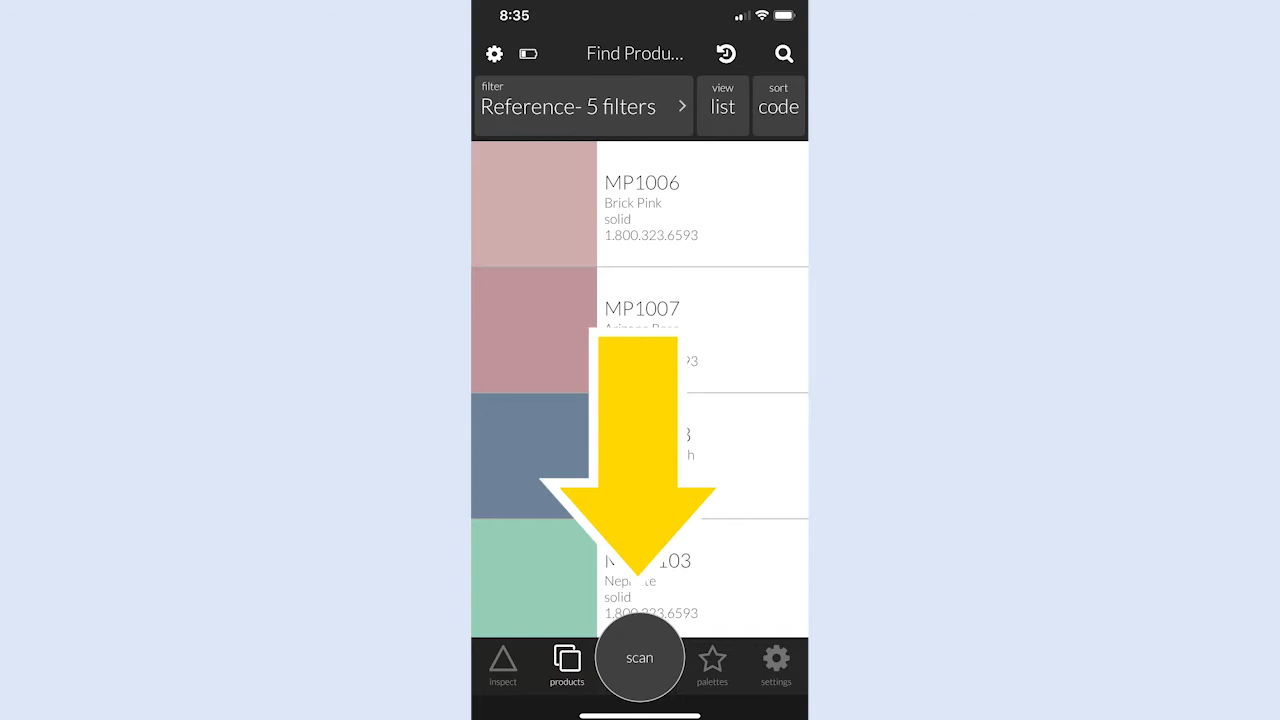 8:35
Find Produ...
filter
Reference- 5 filters
view
list
sort
code
MP1006
Brick Pink
solid
1.800.323.6593
MP1007
103
solid
1.800.323.6593
scan
inspect
products
palettes
settings